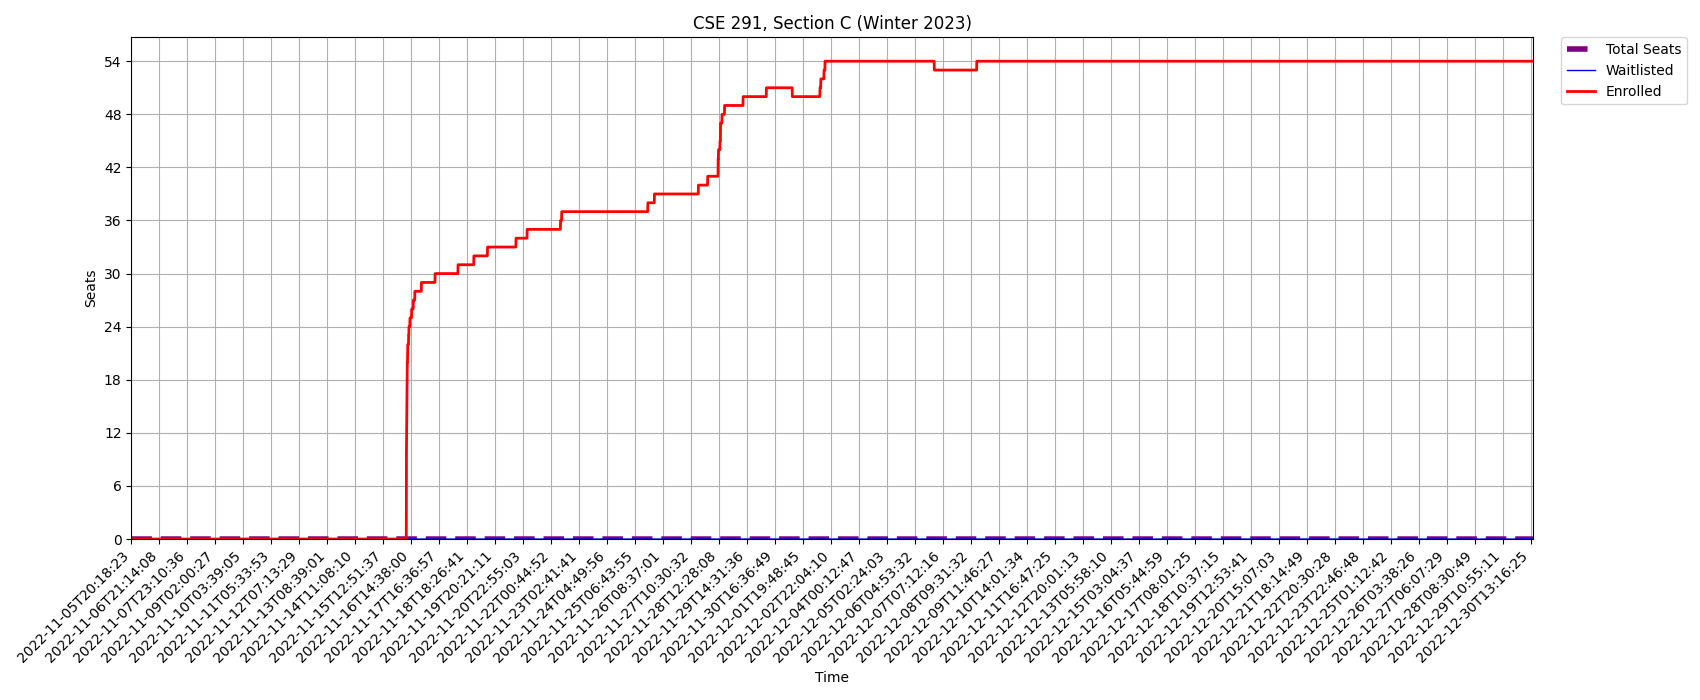 CSE 291, Section C (Winter 2023)
Total Seats
Waitlisted
Enrolled
Seats
54
48
42
36
30
24
18
12
6
0
2022-11-05T20:18:23
2022-11-06T21:14:08
2022-11-07T23:10:36
2022-11-09T02:00:27
2022-11-10T03:39:05
2022-11-11T05:33:53
2022-11-12T07:13:29
2022-11-13T08:39:01
2022-11-14T11:08:10
2022-11-15T12:51:37
2022-11-16T14:38:00
2022-11-17T16:36:57
2022-11-18T18:26:41
2022-11-19T20:21:11
2022-11-20T22:55:03
2022-11-22T00:44:52
2022-11-23T02:41:41
2022-11-24T04:49:56
2022-11-25T06:43:55
2022-11-26T08:37:01
2022-11-27T10:30:32
2022-11-28T12:28:08
2022-11-29T14:31:36
2022-11-30T16:36:49
2022-12-01T19:48:45
2022-12-02T22:04:10
2022-12-04T00:12:47
2022-12-05T02:24:03
2022-12-06T04:53:32
2022-12-07T07:12:16
2022-12-08T09:31:32
2022-12-09T11:46:27
2022-12-10T14:01:34
2022-12-11T16:47:25
2022-12-12T20:01:13
2022-12-13T23:58:10
2022-12-15T03:04:37
2022-12-16T05:44:59
2022-12-17T08:01:25
2022-12-18T10:37:15
2022-12-19T12:53:41
2022-12-20T15:07:03
2022-12-21T18:14:49
2022-12-22T20:30:28
2022-12-23T22:46:48
2022-12-25T01:12:42
2022-12-26T03:38:26
2022-12-27T06:07:29
2022-12-28T08:30:49
2022-12-29T10:55:11
2022-12-30T13:16:25
Time